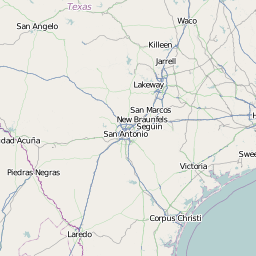 Texas
Waco
San Angelo
Killeen
Jarrell
Lakeway
San Marcos
New Braunfels
Seguin
San Antonio
H
dad Acuña
Swee
Victoria
Piedras Negras
Corpus Christi
Laredo